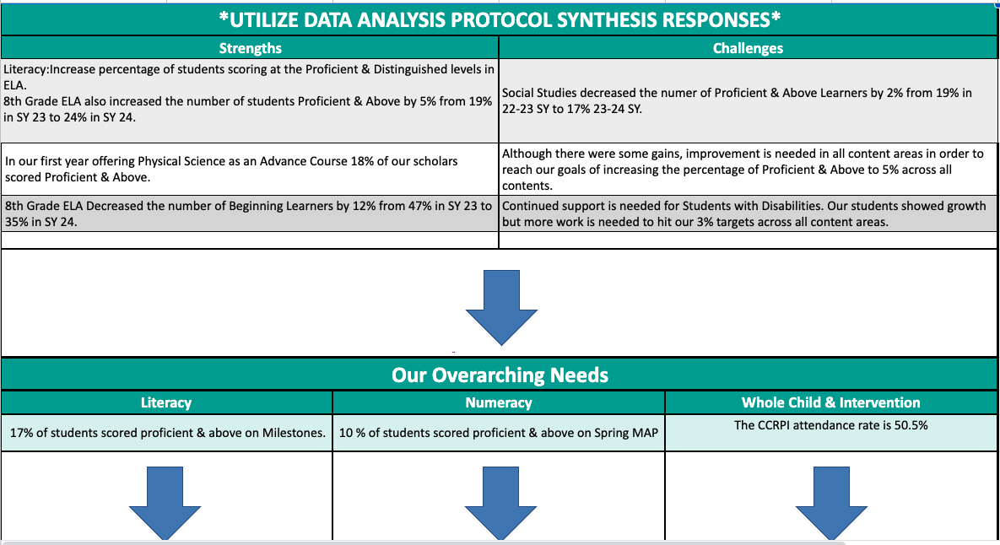 *UTILIZE DATA ANALYSIS PROTOCOL SYNTHESIS RESPONSES*
Strengths
Challenges
Literacy:Increase percentage of students scoring at the Proficient & Distinguished levels in
ELA.
8th Grade ELA also increased the number of students Proficient & Above by 5% from 19%
in SY 23 to 24% in SY 24.
Social Studies decreased the numer of Proficient & Above Learners by 2% from 19% in
22-23 SY to 17% 23-24 SY.
In our first year offering Physical Science as an Advance Course 18% of our scholars
scored Proficient & Above.
Although there were some gains, improvement is needed in all content areas in order to
reach our goals of increasing the percentage of Proficient & Above to 5% across all
contents.
8th Grade ELA Decreased the number of Beginning Learners by 12% from 47% in SY 23 to
35% in SY 24.
Continued support is needed for Students with Disabilities. Our students showed growth
but more work is needed to hit our 3% targets across all content areas.
Our Overarching Needs
Literacy
Numeracy
Whole Child & Intervention
17% of students scored proficient & above on Milestones.
10 % of students scored proficient & above on Spring MAP
The CCRPI attendance rate is 50.5%